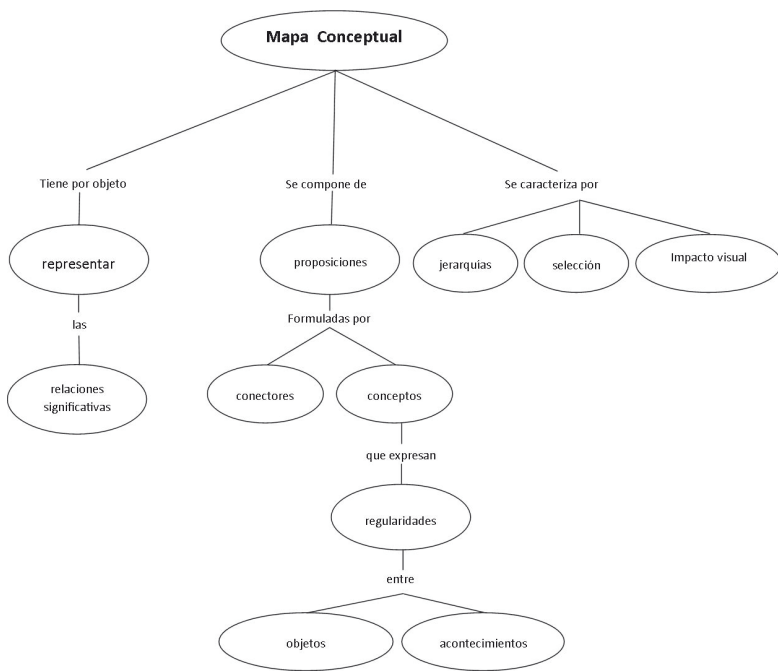 Mapa Conceptual
Tiene por objeto
Se compone de
Se caracteriza por
representar
proposiciones
jerarquias
selección
Impacto visual
las
Formuladas por
relaciones
significativas
conectores
conceptos
que expresan
regularidades
entre
objetos
acontecimientos